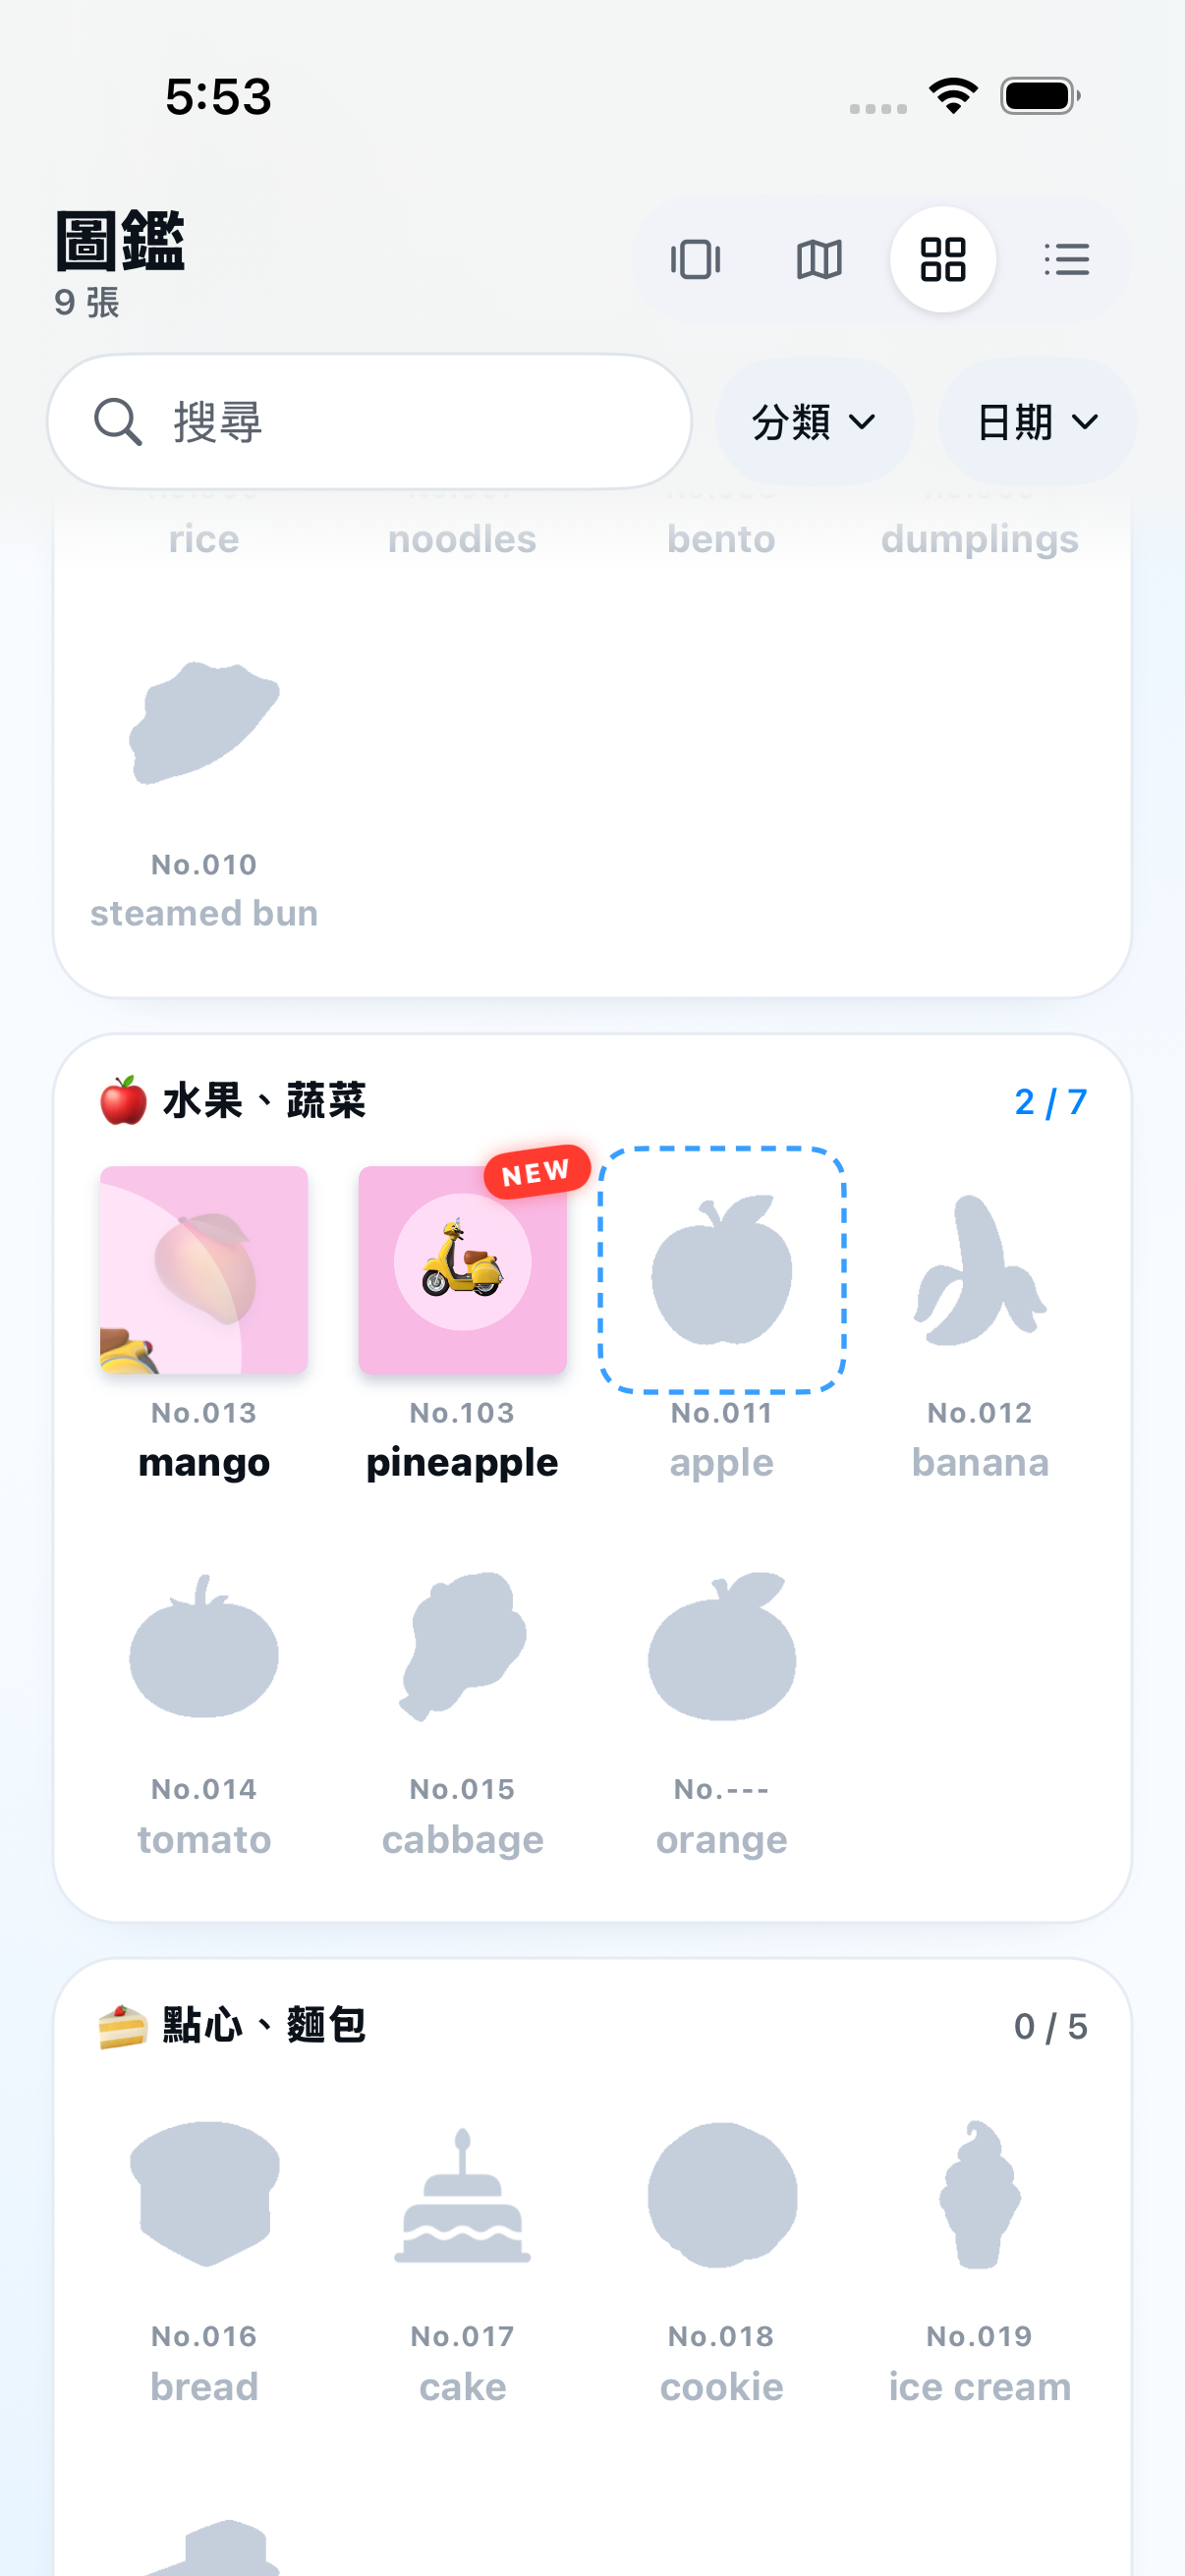 5:53
圖鑑
9 張
搜尋
分類
日期
rice noodles bento dumplings
No.010
steamed bun
水果、蔬菜
2 / 7
NEW
No.013 No.103 No.011 No.012
mango pineapple apple banana
No.014 No.015 No.---
tomato cabbage orange
點心、麵包
0 / 5
No.016 No.017 No.018 No.019
bread cake cookie ice cream